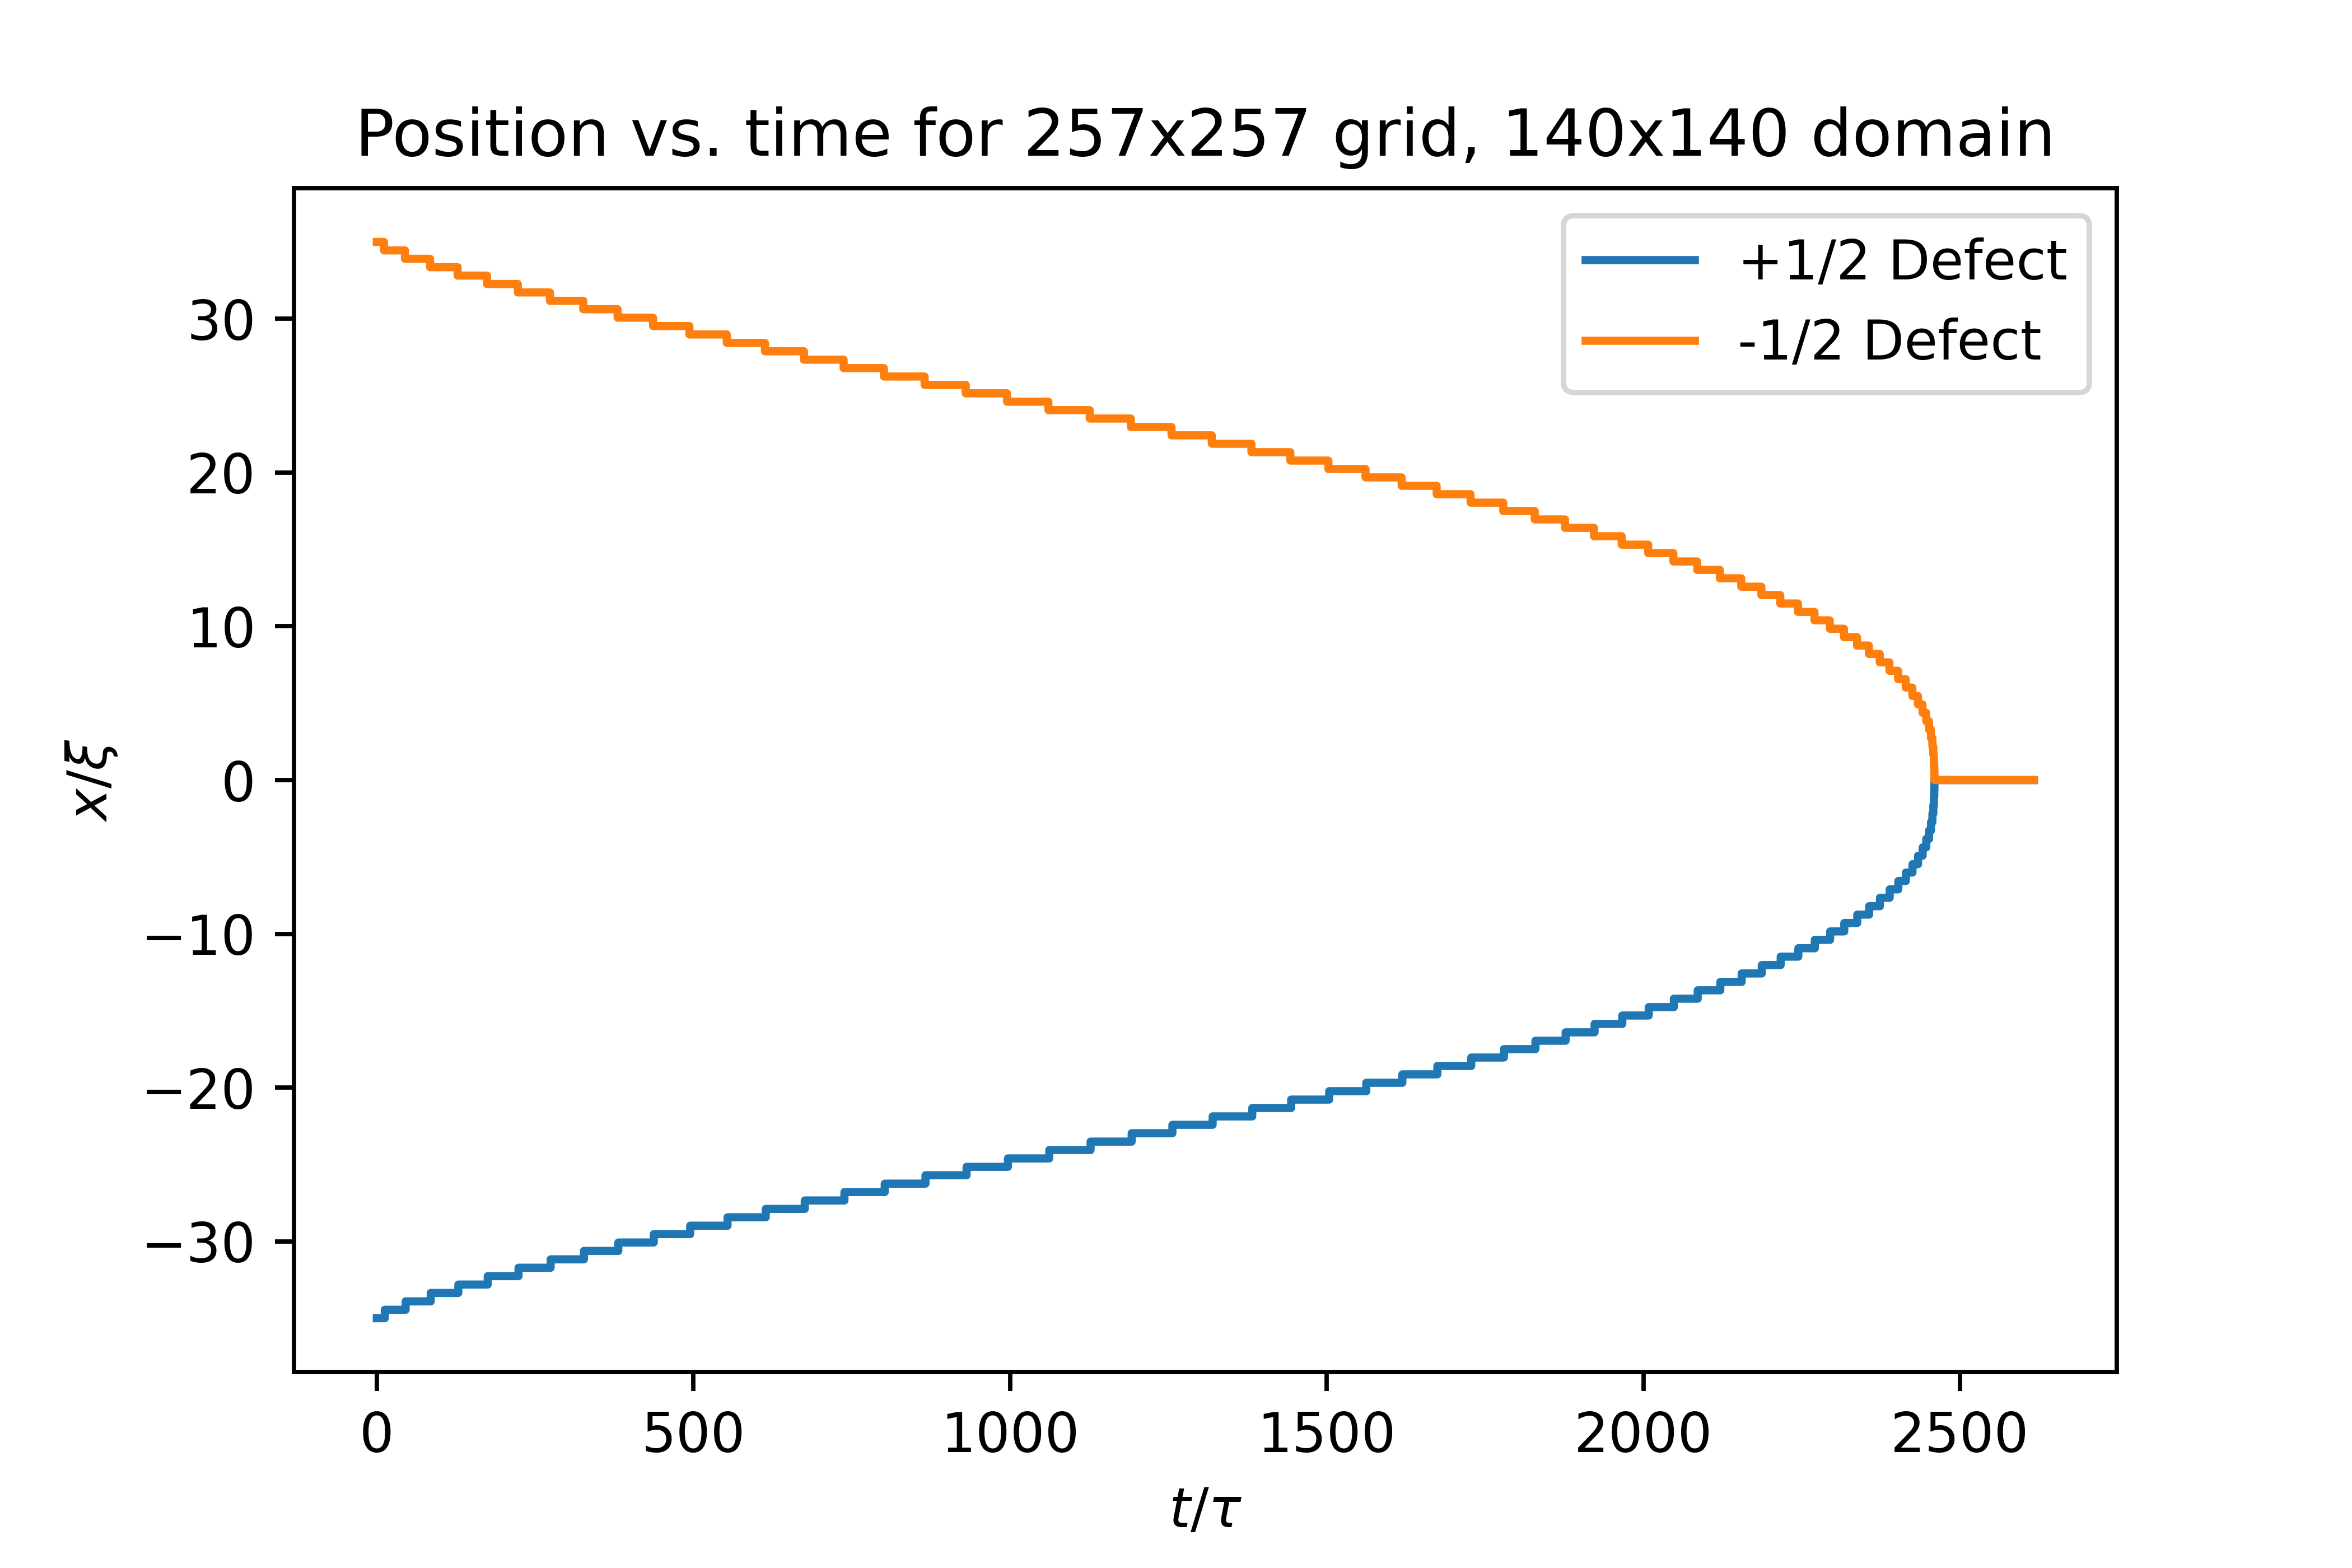 Position vs. time for 257x257 grid, 140x140 domain
+1/2 Defect
-1/2 Defect
x/ξ
30
20
10
0
−10
−20
−30
0 500 1000 1500 2000 2500
t/τ